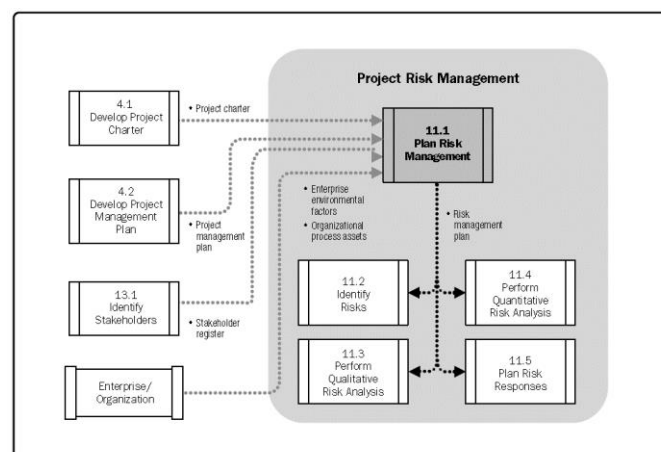 Project Risk Management
4.1
Develop Project
Charter
• Project charter
11.1
Plan Risk
Management
4.2
Develop Project
Management
Plan
• Project
management
plan
• Enterprise
environmental
factors
• Organizational
process assets
• Risk
management
plan
13.1
Identify
Stakeholders
• Stakeholder
register
11.2
Identify
Risks
11.4
Perform
Quantitative
Risk Analysis
Enterprise/
Organization
11.3
Perform
Qualitative
Risk Analysis
11.5
Plan Risk
Responses